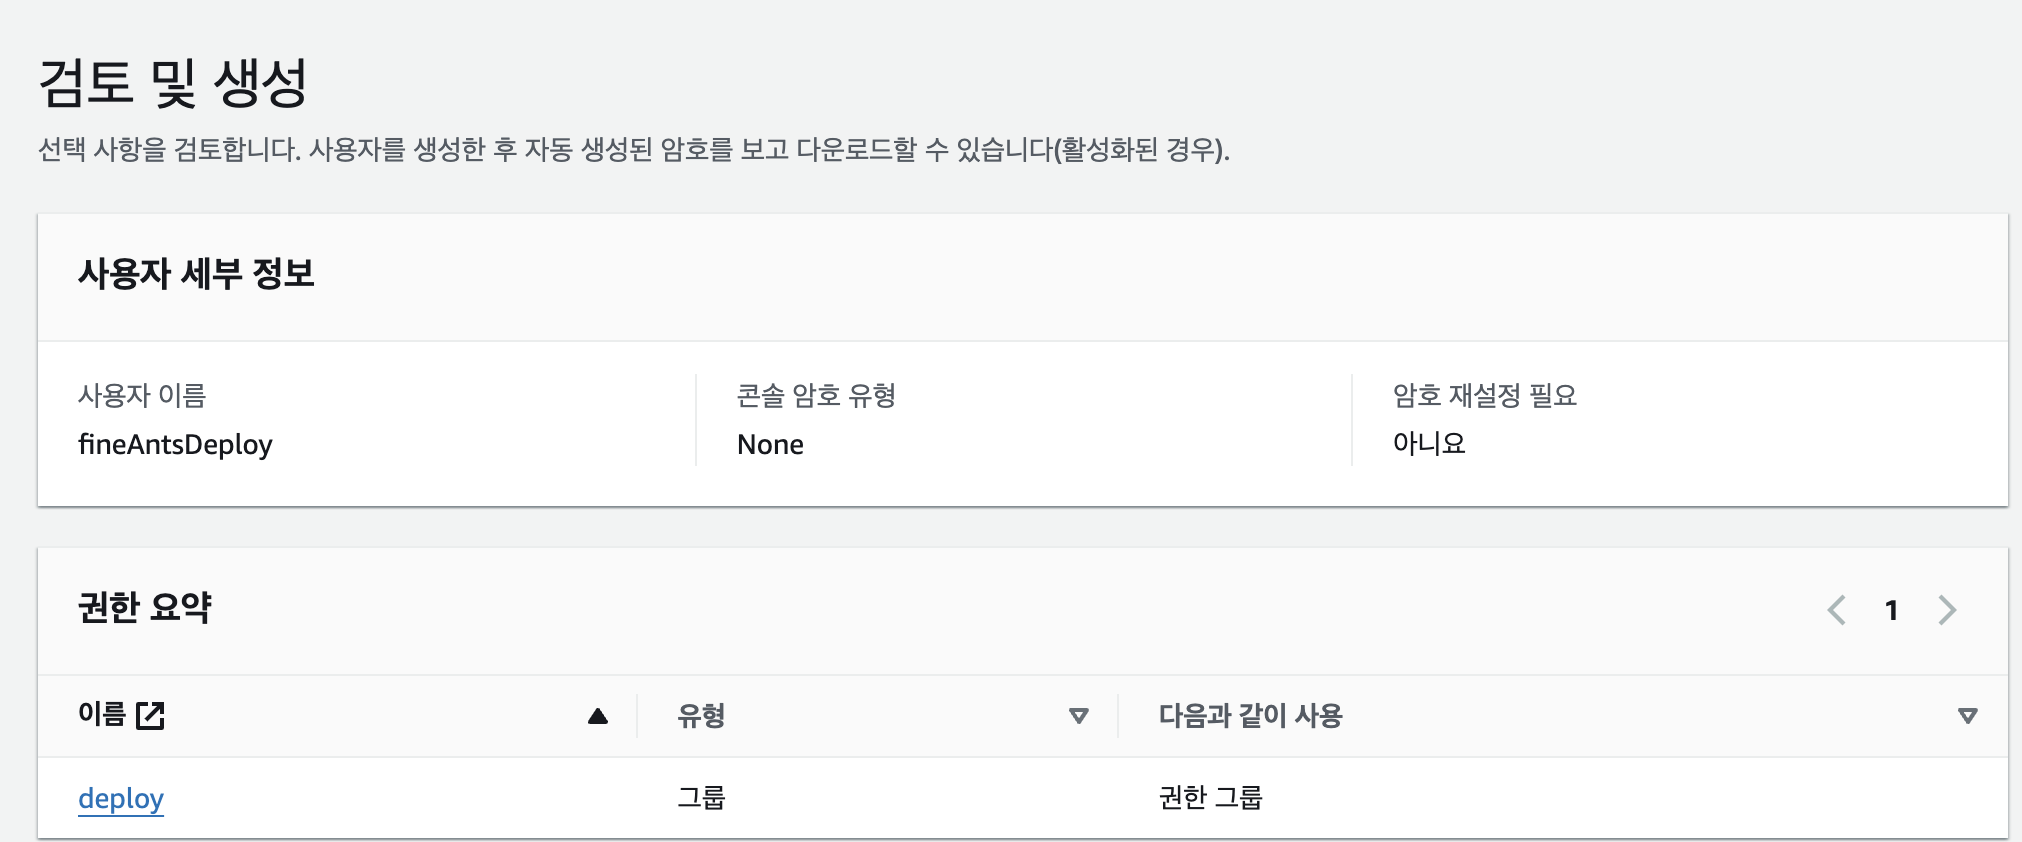 검토 및 생성
선택 사항을 검토합니다. 사용자를 생성한 후 자동 생성된 암호를 보고 다운로드할 수 있습니다(활성화된 경우).
사용자 세부 정보
사용자 이름
fineAntsDeploy
콘솔 암호 유형
None
암호 재설정 필요
아니요
권한 요약
1
이름 유형 다음과 같이 사용
deploy 그룹 권한 그룹